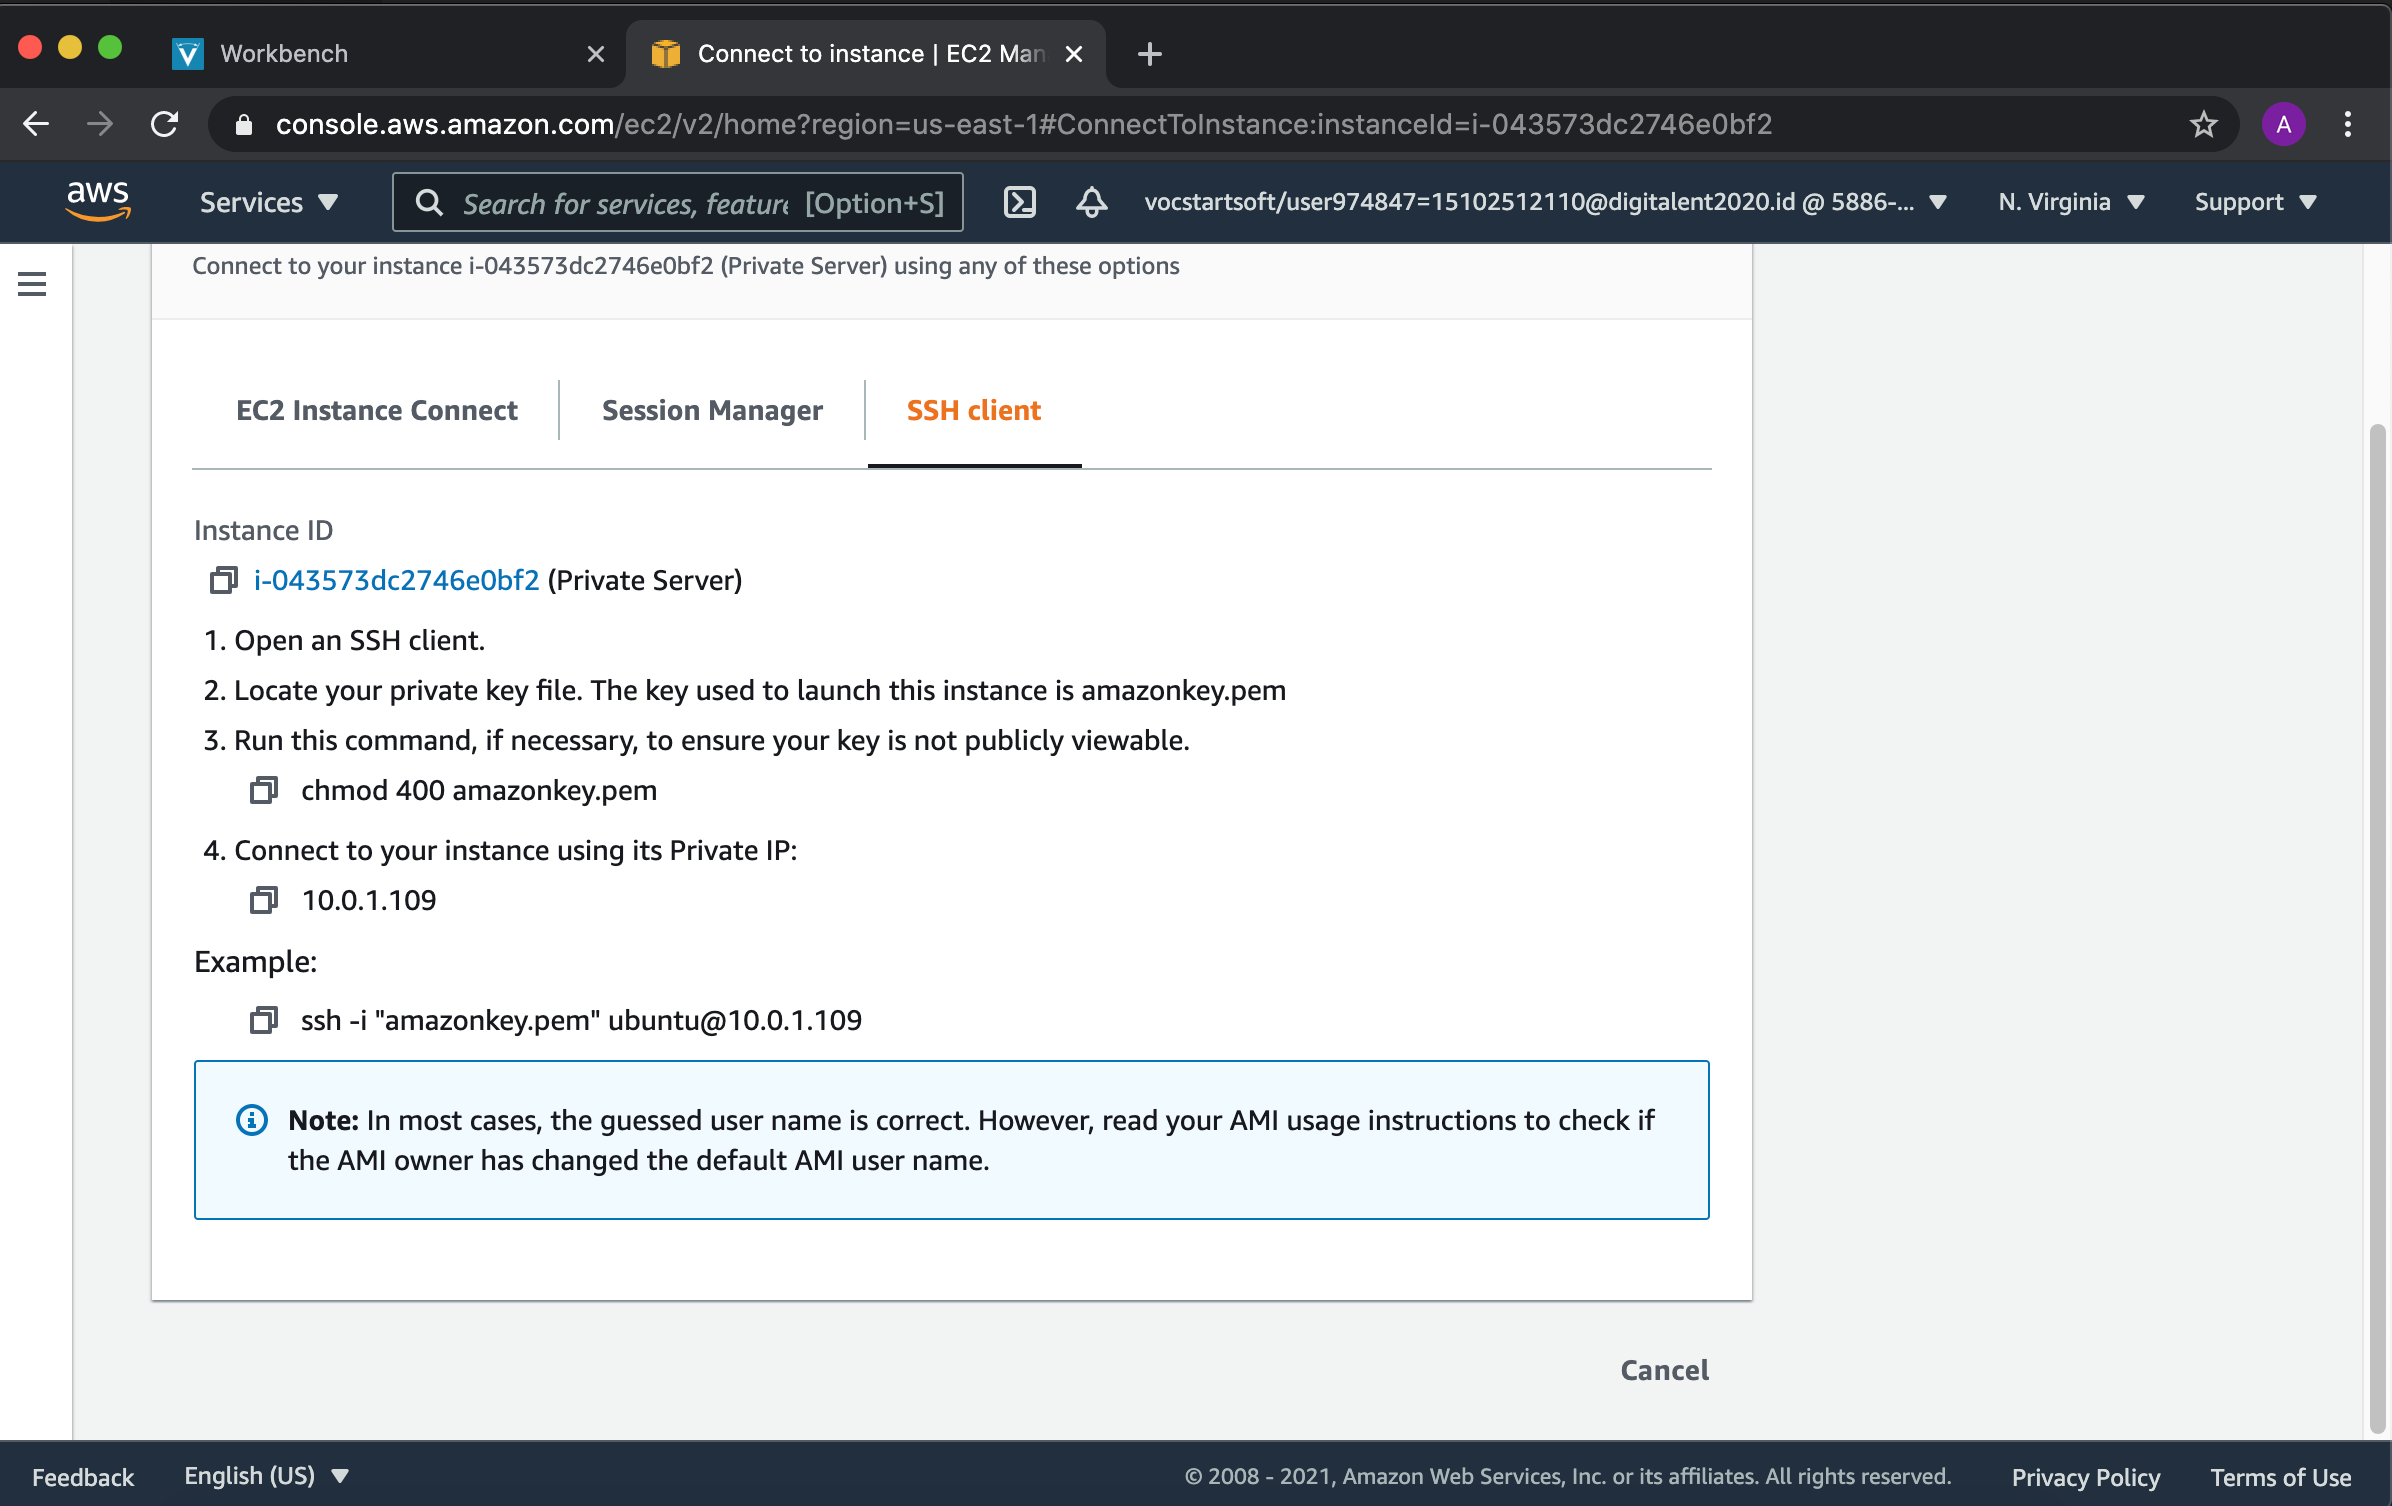 Workbench
Connect to instance | EC2 Man
console.aws.amazon.com/ec2/v2/home?region=us-east-1#ConnectToInstance:instanceId=i-043573dc2746e0bf2
A
aws
Services
Search for services, feature [Option+S]
vocstartsoft/user974847=15102512110@digitalent2020.id @ 5886-...
N. Virginia
Support
Connect to your instance i-043573dc2746e0bf2 (Private Server) using any of these options
EC2 Instance Connect
Session Manager
SSH client
Instance ID
i-043573dc2746e0bf2 (Private Server)
1. Open an SSH client.
2. Locate your private key file. The key used to launch this instance is amazonkey.pem
3. Run this command, if necessary, to ensure your key is not publicly viewable.
chmod 400 amazonkey.pem
4. Connect to your instance using its Private IP:
10.0.1.109
Example:
ssh -i "amazonkey.pem" ubuntu@10.0.1.109
Note: In most cases, the guessed user name is correct. However, read your AMI usage instructions to check if
the AMI owner has changed the default AMI user name.
Cancel
Feedback
English (US)
© 2008 - 2021, Amazon Web Services, Inc. or its affiliates. All rights reserved.
Privacy Policy
Terms of Use